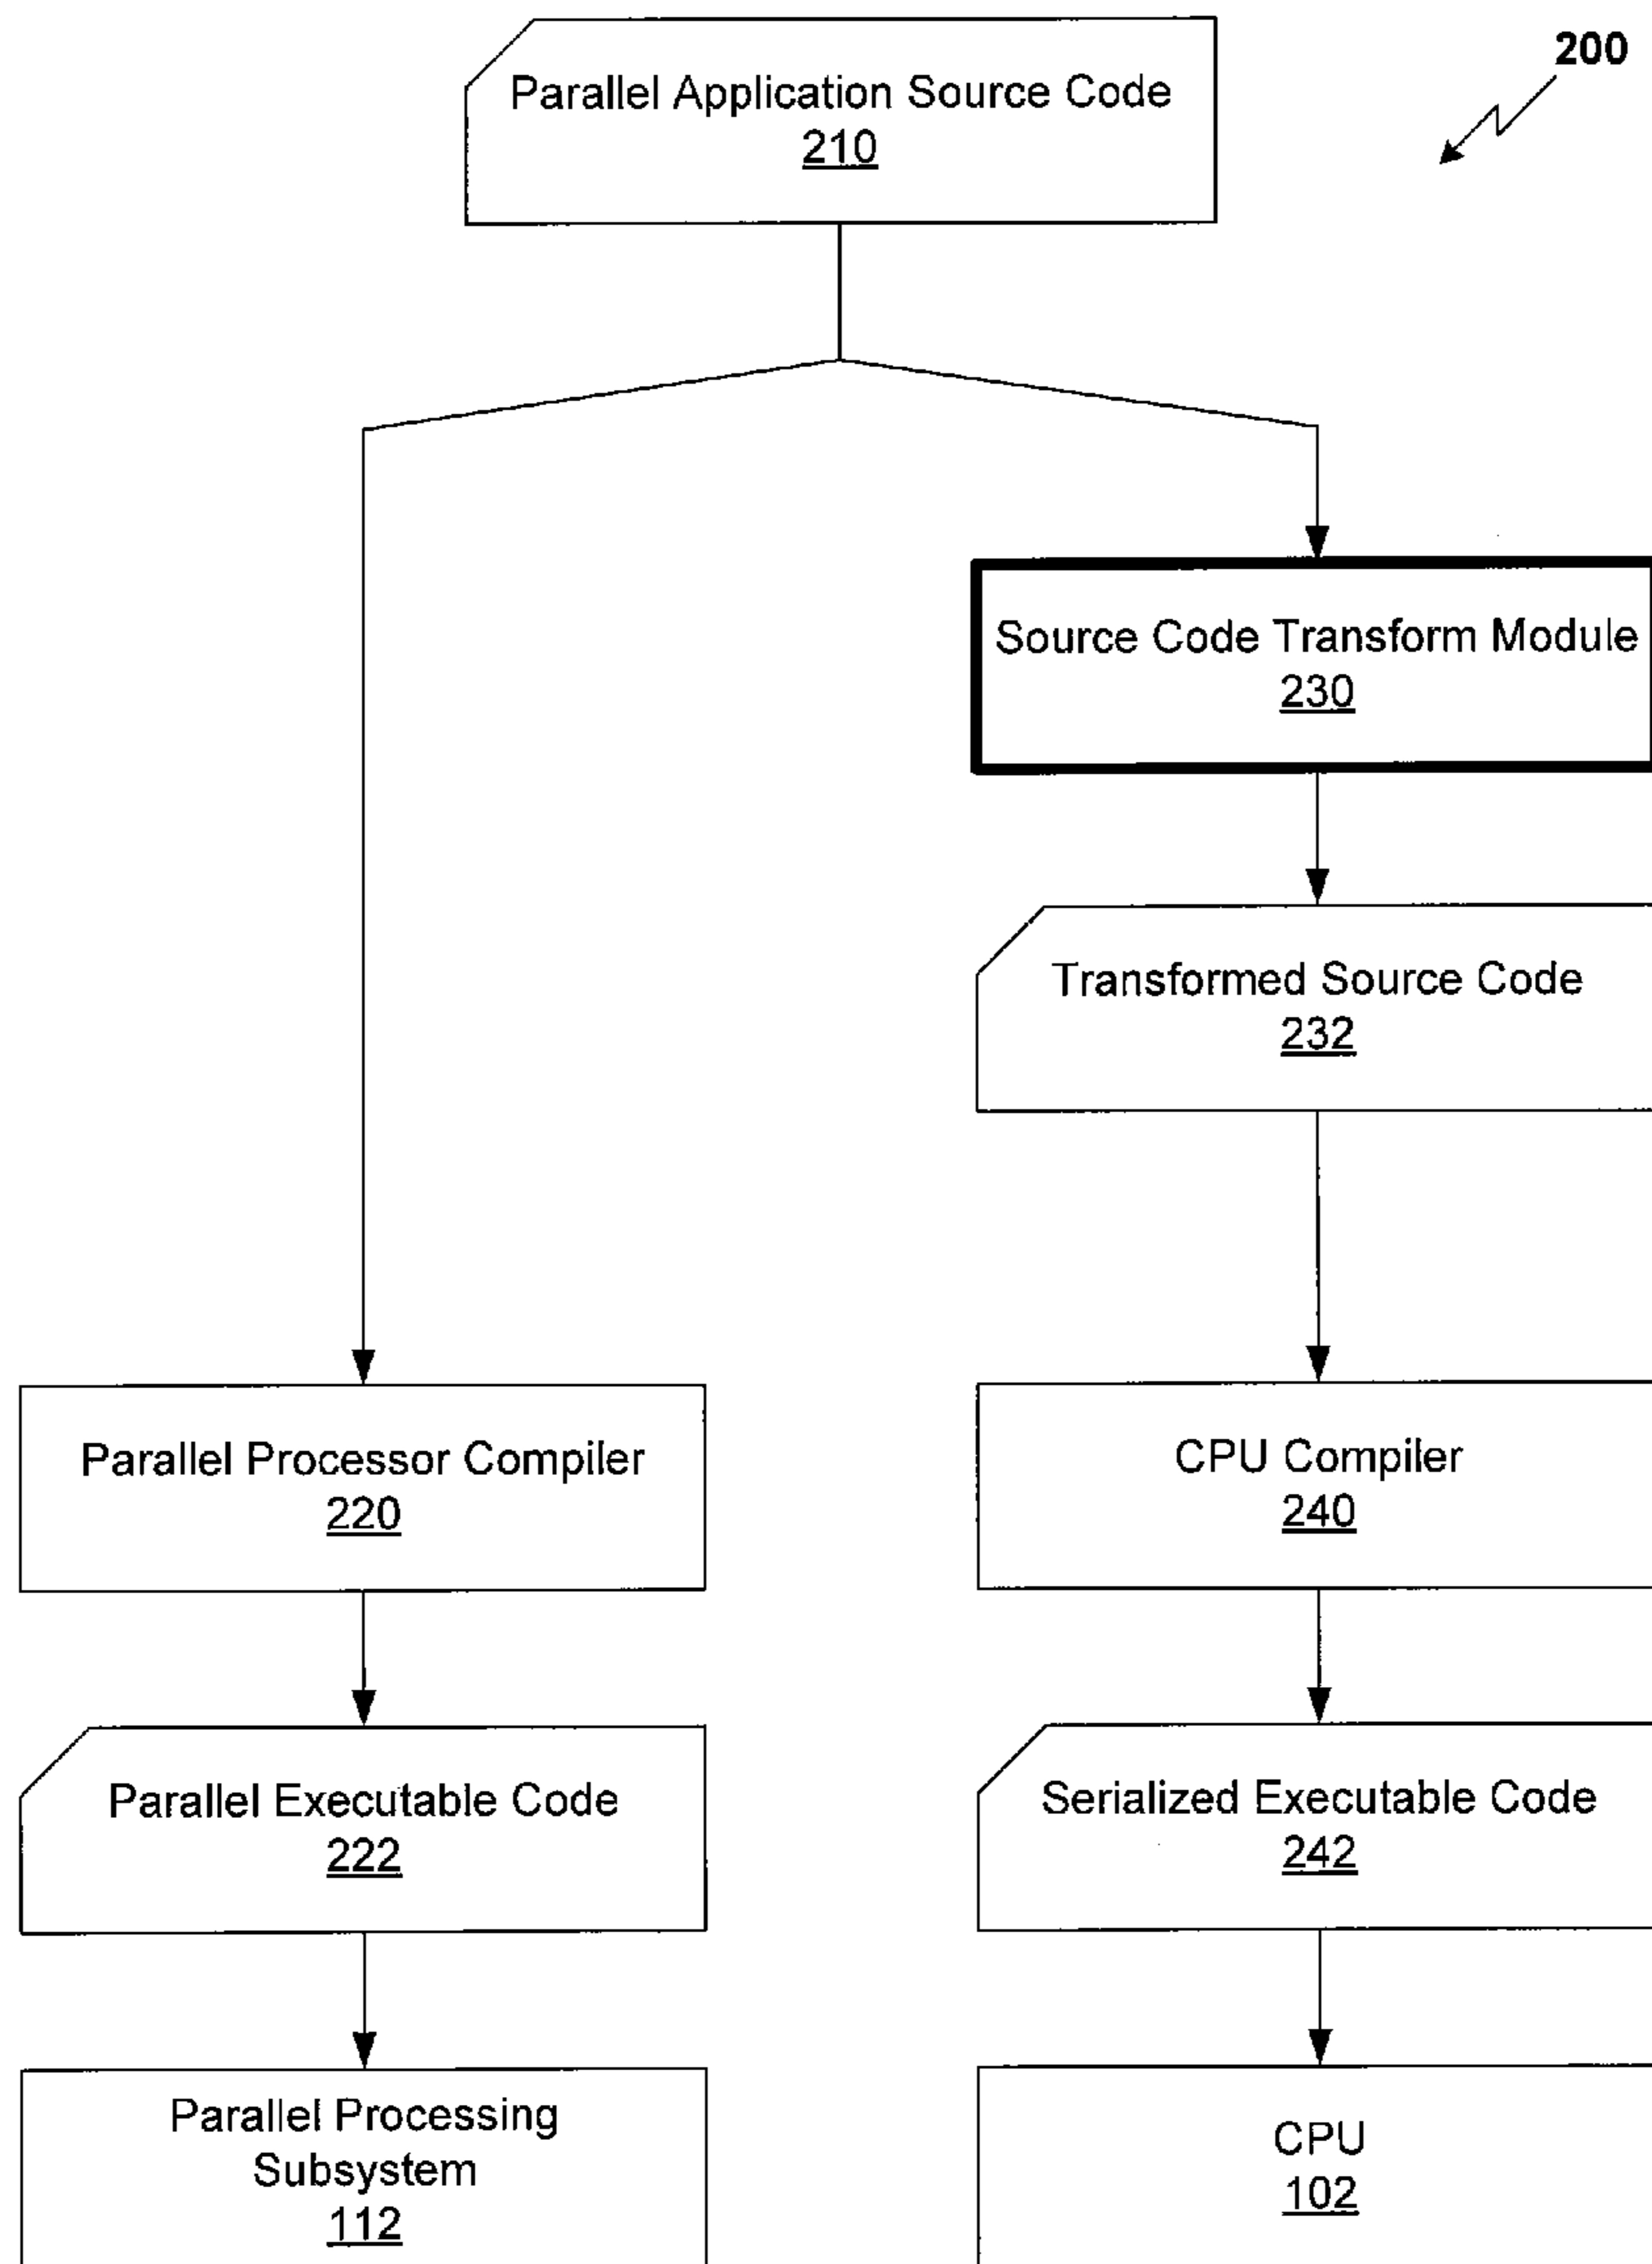 200
Parallel Application Source Code
210
Source Code Transform Module
230
Transformed Source Code
232
Parallel Processor Compiler
220
CPU Compiler
240
Parallel Executable Code
222
Serialized Executable Code
242
Parallel Processing
Subsystem
112
CPU
102